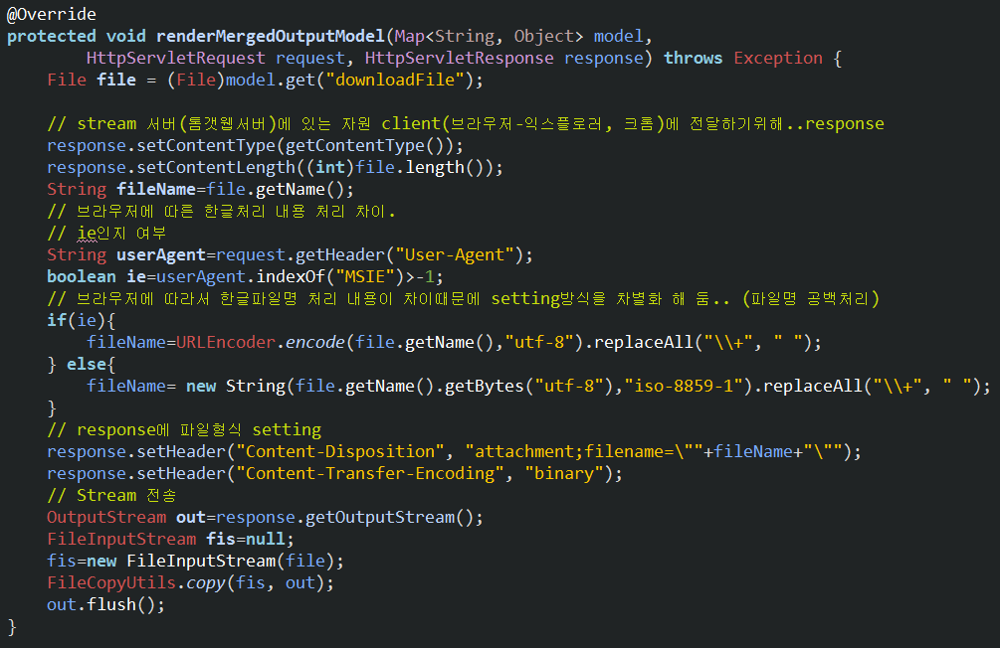 @Override
protected void renderMergedOutputModel(Map<String, Object> model,
        HttpServletRequest request, HttpServletResponse response) throws Exception {
    File file = (File)model.get("downloadFile");

    // stream 서버(톰갯웹서버)에 있는 자원 client(브라우저-익스플로러, 크롬)에 전달하기위해..response
    response.setContentType(getContentType());
    response.setContentLength((int)file.length());
    String fileName=file.getName();
    // 브라우저에 따른 한글처리 내용 처리 차이.
    // ie인지 여부
    String userAgent=request.getHeader("User-Agent");
    boolean ie=userAgent.indexOf("MSIE")>-1;
    // 브라우저에 따라서 한글파일명 처리 내용이 차이때문에 setting방식을 차별화 해 둠.. (파일명 공백처리)
    if(ie){
        fileName=URLEncoder.encode(file.getName(),"utf-8").replaceAll("\\+", " ");
    } else{
        fileName= new String(file.getName().getBytes("utf-8"),"iso-8859-1").replaceAll("\\+", " ");
    }
    // response에 파일형식 setting
    response.setHeader("Content-Disposition", "attachment;filename=\""+fileName+"\"");
    response.setHeader("Content-Transfer-Encoding", "binary");
    // Stream 전송
    OutputStream out=response.getOutputStream();
    FileInputStream fis=null;
    fis=new FileInputStream(file);
    FileCopyUtils.copy(fis, out);
    out.flush();
}